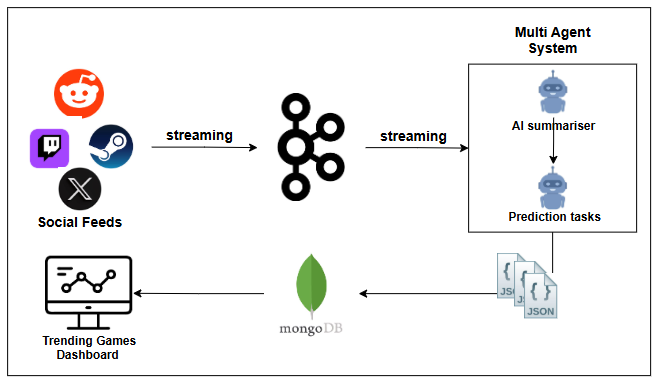 Multi Agent
System
streaming
streaming
AI summariser
Social Feeds
Prediction tasks
{ }
JSON
JSON
{ }
JSON
mongoDB
Trending Games
Dashboard